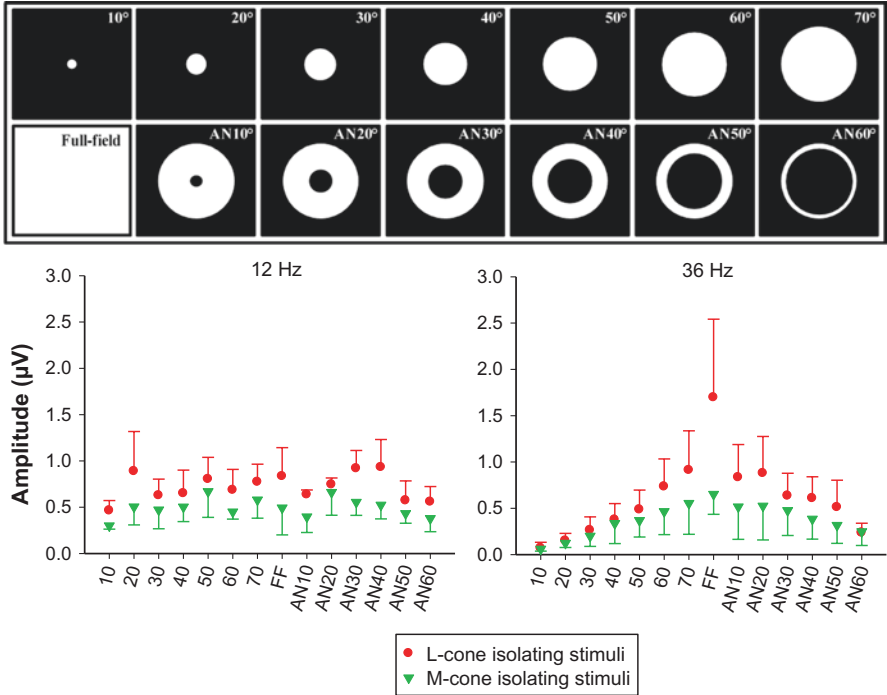 10° 20° 30° 40° 50° 60° 70°
Full-field AN10° AN20° AN30° AN40° AN50° AN60°
12 Hz
36 Hz
Amplitude (µV)
3.0
2.5
2.0
1.5
1.0
0.5
0.0
10 20 30 40 50 60 70 FF AN10 AN20 AN30 AN40 AN50 AN60
3.0
2.5
2.0
1.5
1.0
0.5
0.0
10 20 30 40 50 60 70 FF AN10 AN20 AN30 AN40 AN50 AN60
L-cone isolating stimuli
M-cone isolating stimuli